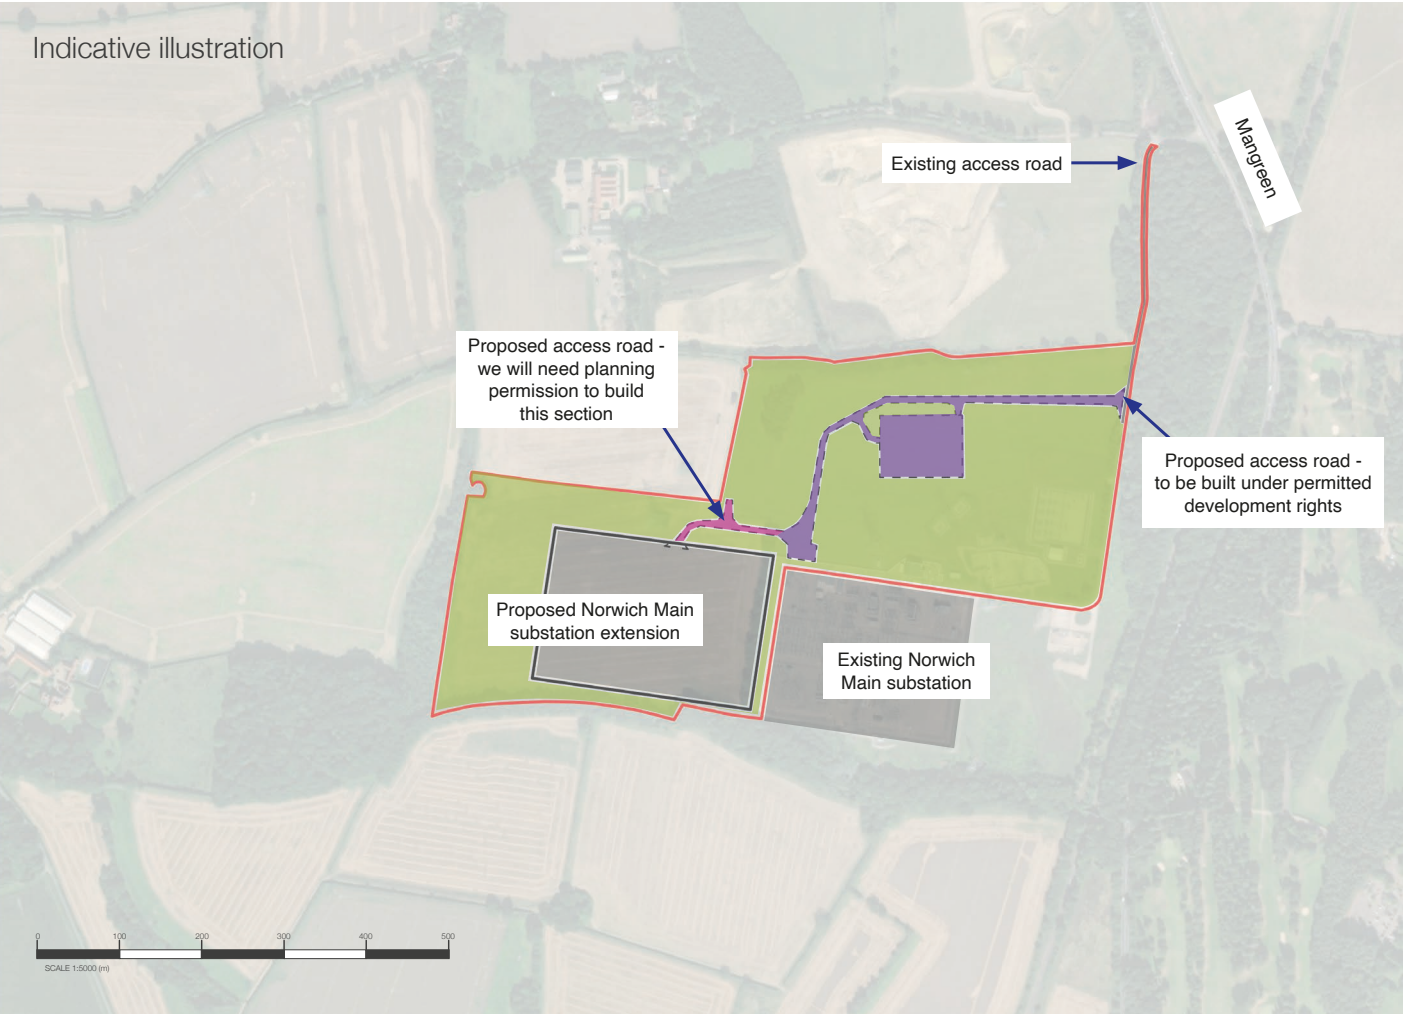 Indicative illustration
Mangreen
Existing access road
Proposed access road -
we will need planning
permission to build
this section
Proposed access road -
to be built under permitted
development rights
Proposed Norwich Main
substation extension
Existing Norwich
Main substation
0 100 200 300 400 500
SCALE 1:5000 (m)